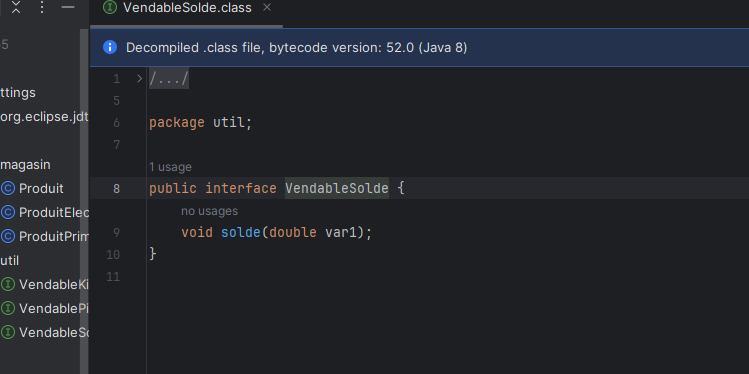 VendableSolde.class
Decompiled .class file, bytecode version: 52.0 (Java 8)
5
ttings
org.eclipse.jdt
magasin
Produit
ProduitElec
ProduitPrim
util
VendableKi
VendablePi
VendableSo
1 /.../
5
6 package util;
7
1 usage
8 public interface VendableSolde {
no usages
9 void solde(double var1);
10 }
11